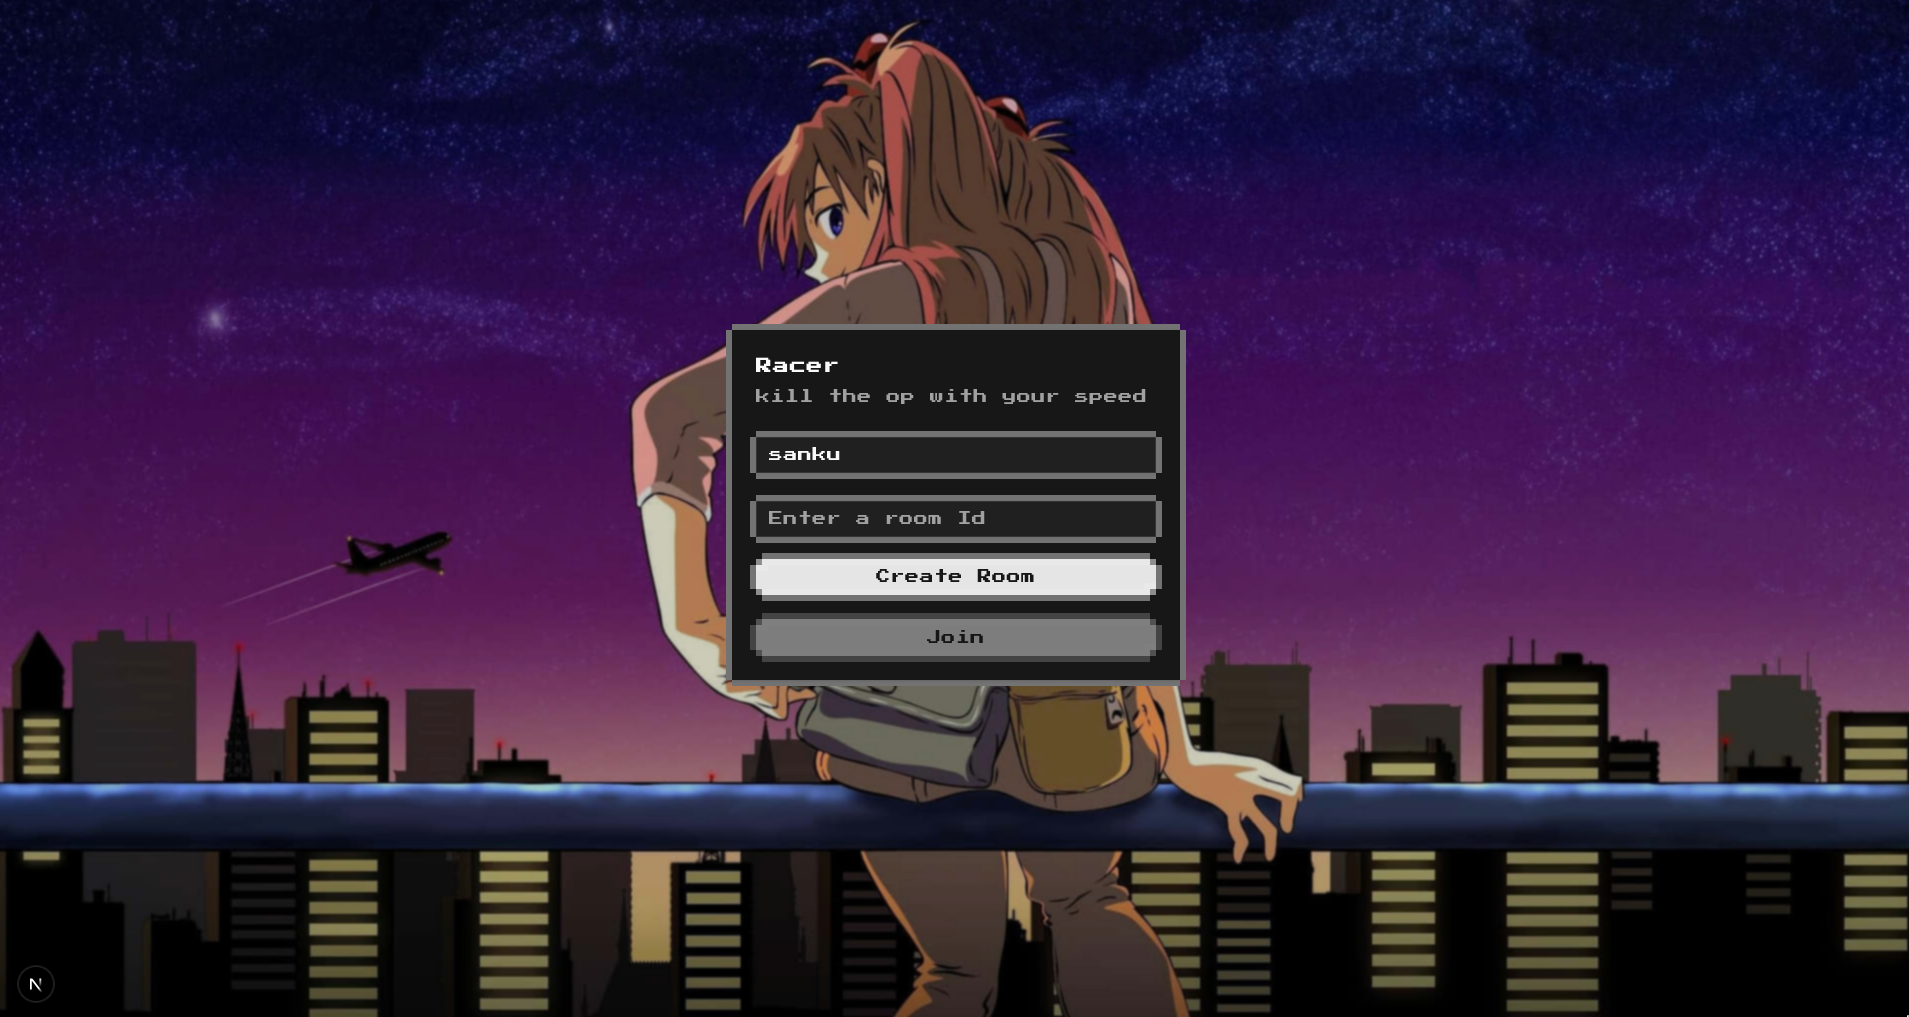 Racer
kill the op with your speed
sanku
Enter a room Id
Create Room
Join
N